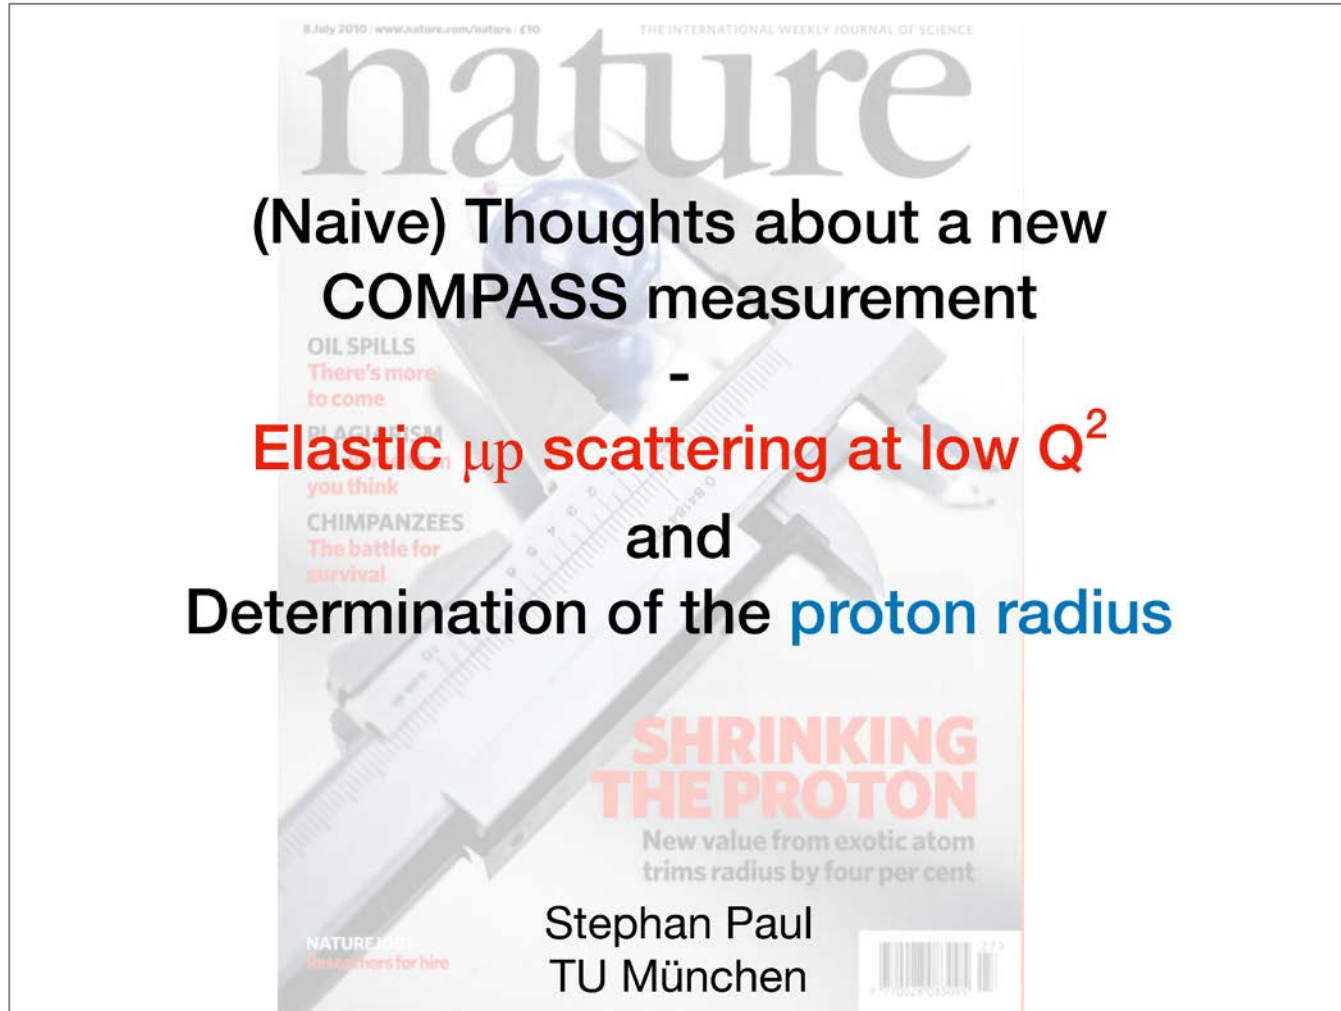 8 July 2010 | www.nature.com/nature | £10
THE INTERNATIONAL WEEKLY JOURNAL OF SCIENCE
nature
(Naive) Thoughts about a new
COMPASS measurement
-
OIL SPILLS
There's more
to come
PLAGIARISM
Elastic μp scattering at low Q²
you think
CHIMPANZEES
The battle for
survival
and
Determination of the proton radius
SHRINKING
THE PROTON
New value from exotic atom
trims radius by four per cent
Stephan Paul
TU München
NATUREJOBS
Researchers for hire